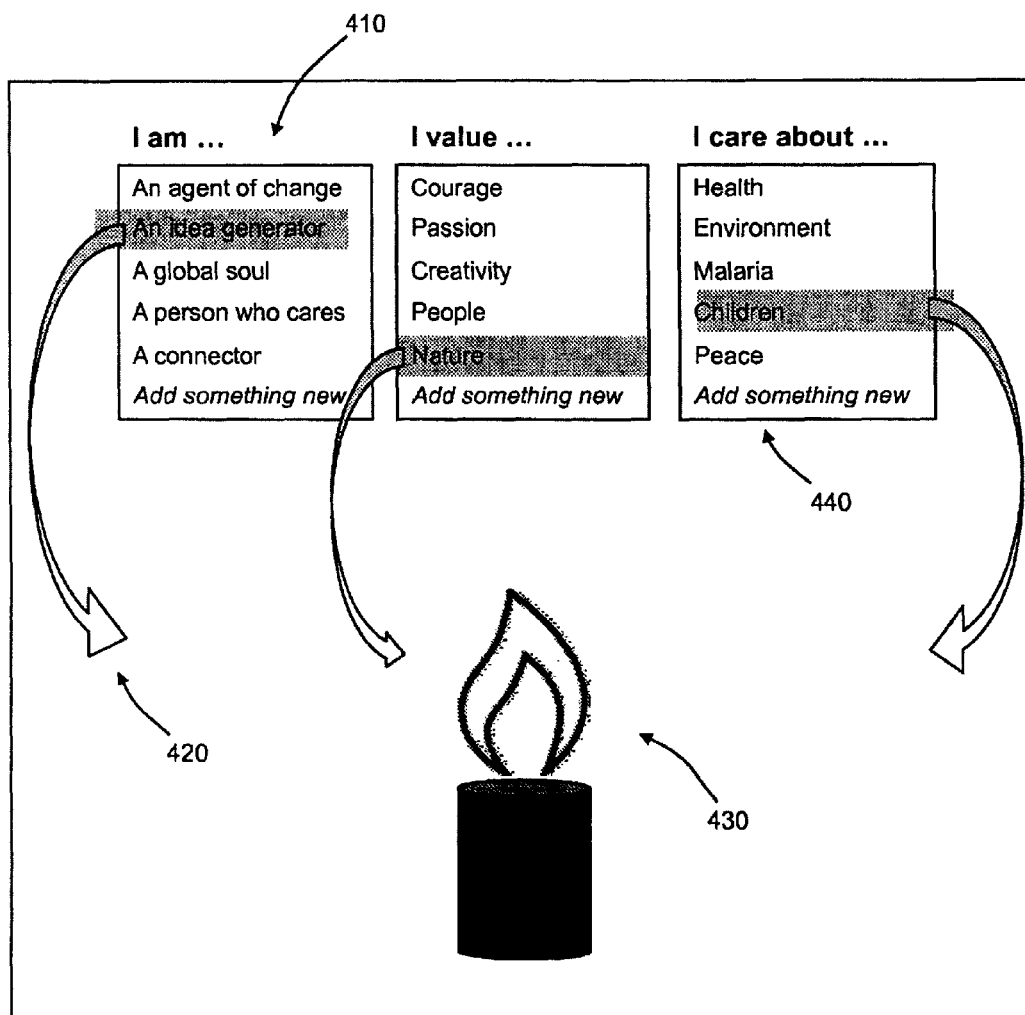 410
I am ...
An agent of change
An idea generator
A global soul
A person who cares
A connector
Add something new
I value ...
Courage
Passion
Creativity
People
Nature
Add something new
I care about ...
Health
Environment
Malaria
Children
Peace
Add something new
440
420
430